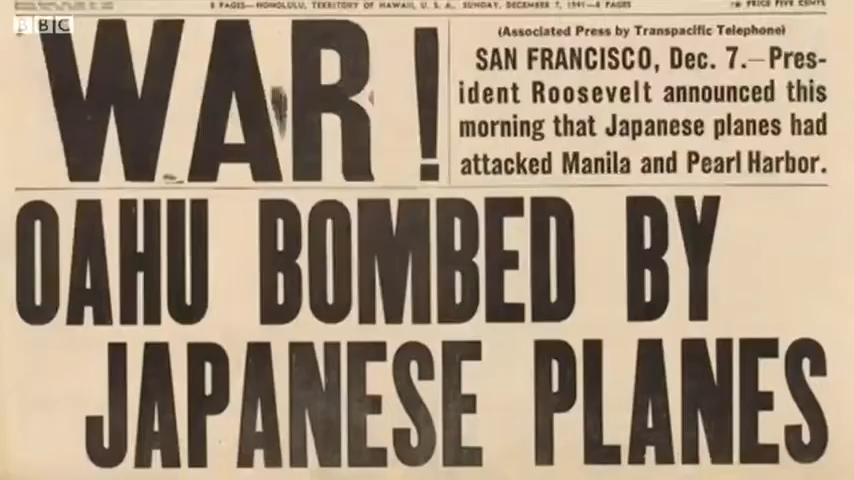 BBC
8 PAGES—HONOLULU, TERRITORY OF HAWAII, U. S. A., SUNDAY, DECEMBER 7, 1941—8 PAGES
PRICE FIVE CENTS
WAR!
(Associated Press by Transpacific Telephone)
SAN FRANCISCO, Dec. 7.—Pres-
ident Roosevelt announced this
morning that Japanese planes had
attacked Manila and Pearl Harbor.
OAHU BOMBED BY
JAPANESE PLANES